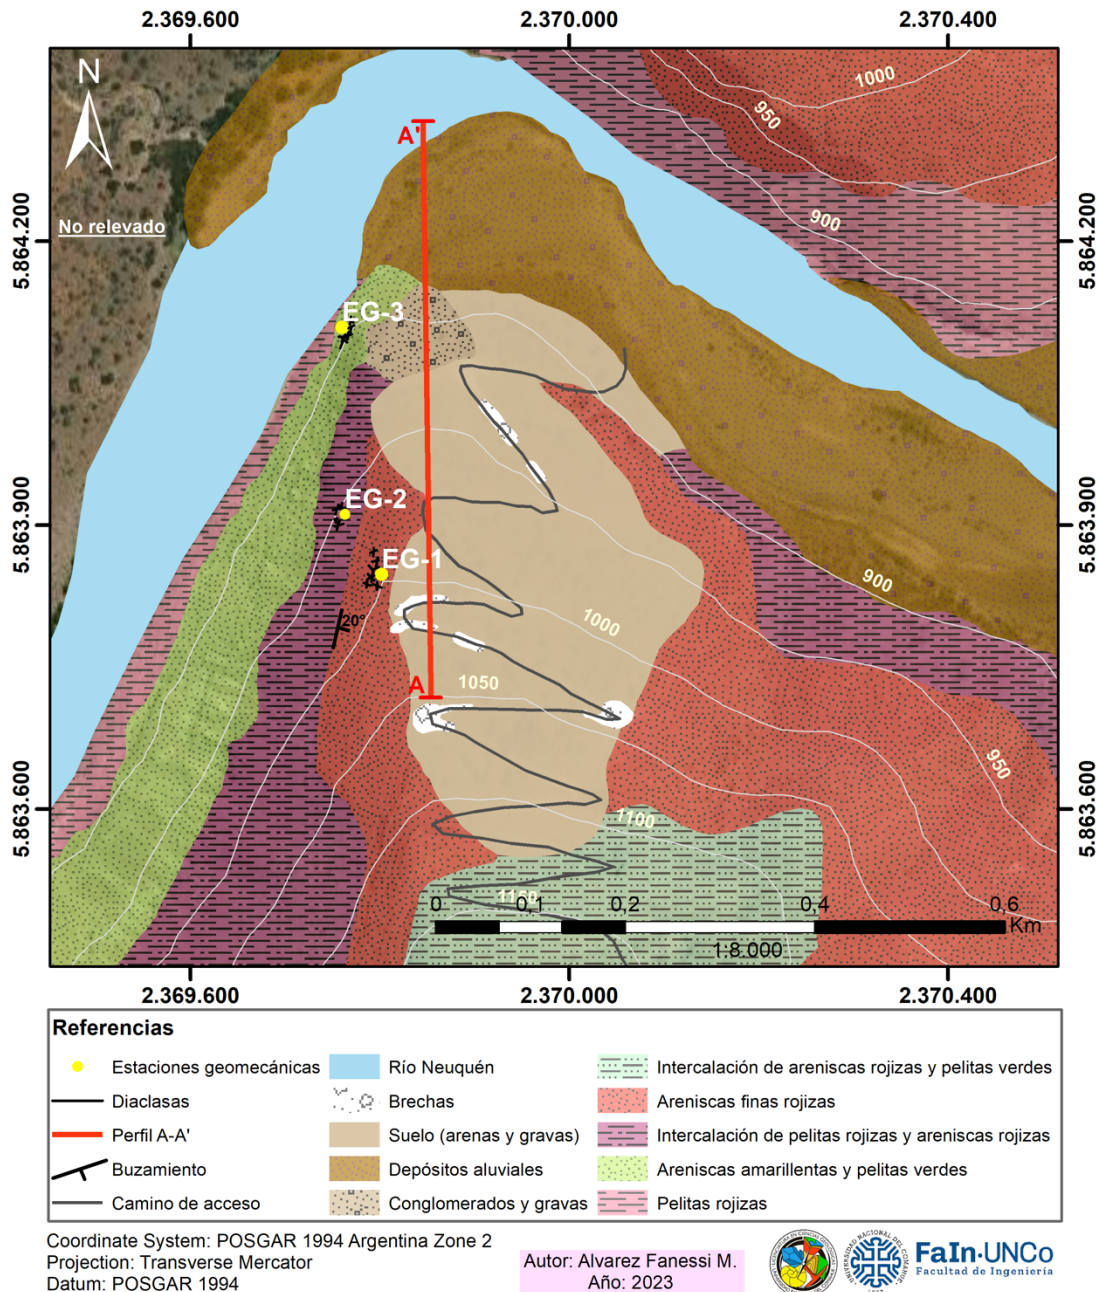 2.369.600
2.370.000
2.370.400
N
1000
950
A'
5.864.200
No relevado
900
5.864.200
EG-3
EG-2
5.863.900
5.863.900
EG-1
900
20°
1000
A
1050
950
5.863.600
1100
5.863.600
1150
0
0,1
0,2
0,4
0,6
Km
1:8.000
2.369.600
2.370.000
2.370.400
Referencias
Estaciones geomecánicas
Río Neuquén
Intercalación de areniscas rojizas y pelitas verdes
Diaclasas
Brechas
Areniscas finas rojizas
Perfil A-A'
Suelo (arenas y gravas)
Intercalación de pelitas rojizas y areniscas rojizas
Buzamiento
Depósitos aluviales
Areniscas amarillentas y pelitas verdes
Camino de acceso
Conglomerados y gravas
Pelitas rojizas
Coordinate System: POSGAR 1994 Argentina Zone 2
Projection: Transverse Mercator
Datum: POSGAR 1994
Autor: Alvarez Fanessi M.
Año: 2023
FaIn·UNCo
Facultad de Ingeniería